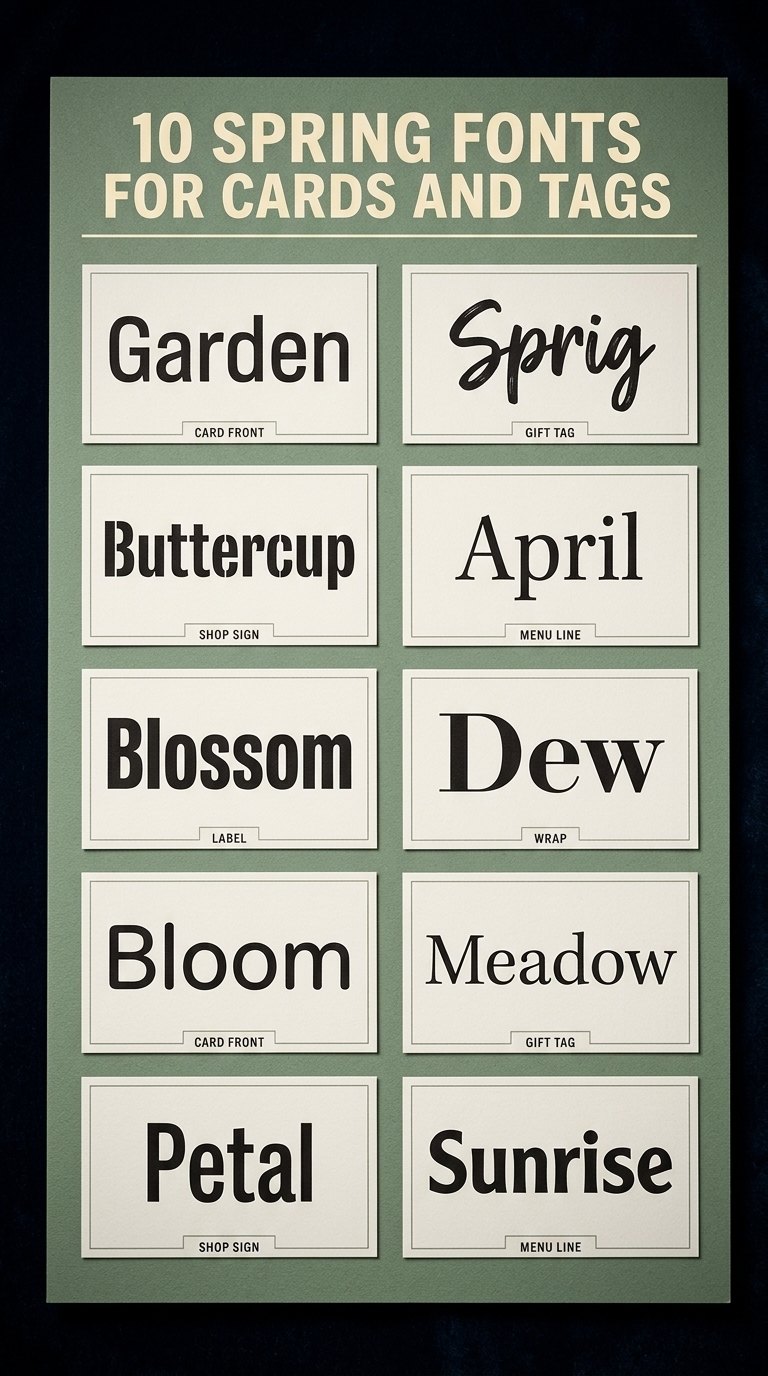 10 SPRING FONTS
FOR CARDS AND TAGS
Garden
CARD FRONT
Sprig
GIFT TAG
Buttercup
SHOP SIGN
April
MENU LINE
Blossom
LABEL
Dew
WRAP
Bloom
CARD FRONT
Meadow
GIFT TAG
Petal
SHOP SIGN
Sunrise
MENU LINE